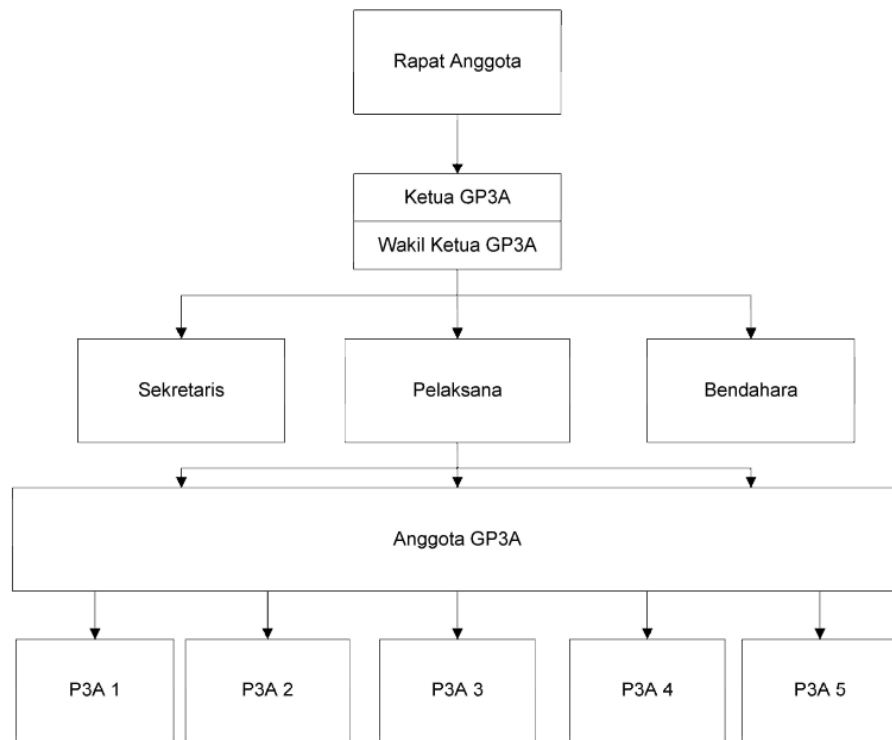 Rapat Anggota
Ketua GP3A
Wakil Ketua GP3A
Sekretaris
Pelaksana
Bendahara
Anggota GP3A
P3A 1
P3A 2
P3A 3
P3A 4
P3A 5